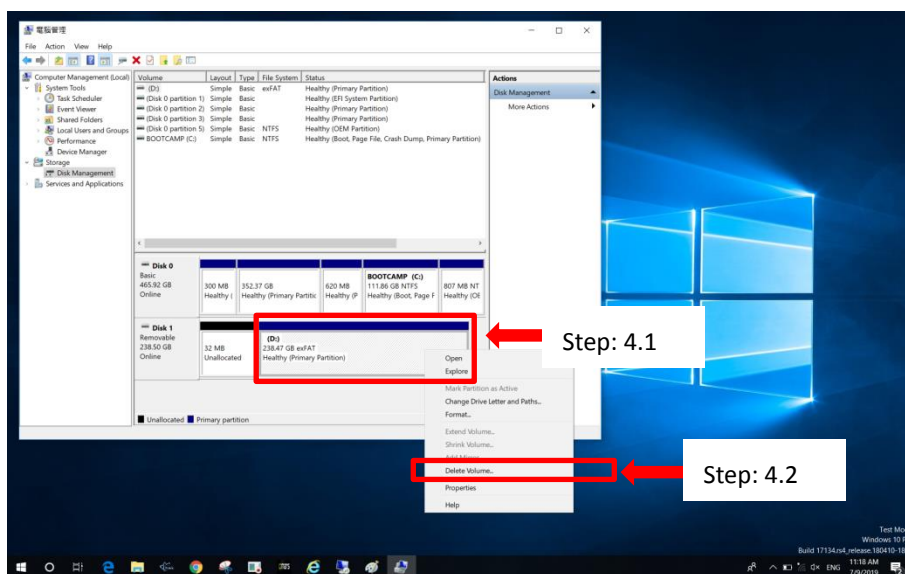 電腦管理
File Action View Help
Computer Management (Local)
System Tools
Task Scheduler
Event Viewer
Shared Folders
Local Users and Groups
Performance
Device Manager
Storage
Disk Management
Services and Applications
Volume Layout Type File System Status
(D:) Simple Basic exFAT Healthy (Primary Partition)
(Disk 0 partition 1) Simple Basic Healthy (EFI System Partition)
(Disk 0 partition 2) Simple Basic Healthy (Primary Partition)
(Disk 0 partition 3) Simple Basic Healthy (Primary Partition)
(Disk 0 partition 5) Simple Basic NTFS Healthy (OEM Partition)
BOOTCAMP (C:) Simple Basic NTFS Healthy (Boot, Page File, Crash Dump, Primary Partition)
Actions
Disk Management
More Actions
Disk 0
Basic
465.92 GB
Online
300 MB
Healthy (
352.37 GB
Healthy (Primary Partitic
620 MB
Healthy (P
BOOTCAMP (C:)
111.86 GB NTFS
Healthy (Boot, Page F
807 MB NT
Healthy (OE
Disk 1
Removable
238.50 GB
Online
32 MB
Unallocated
(D:)
238.47 GB exFAT
Healthy (Primary Partition)
Unallocated Primary partition
Open
Explore
Mark Partition as Active
Change Drive Letter and Paths...
Format...
Extend Volume...
Shrink Volume...
Delete Volume...
Properties
Help
Step: 4.1
Step: 4.2
Test Mo
Windows 10 P
Build 17134.rs4_release.180410-18
ENG
11:18 AM
7/9/2019